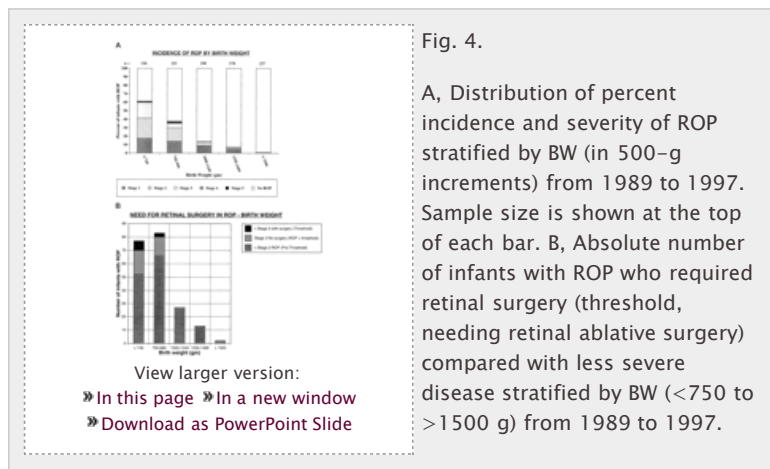 A
INCIDENCE OF ROP BY BIRTH WEIGHT
B
NEED FOR RETINAL SURGERY IN ROP - BIRTH WEIGHT
Number of Infants with ROP
Birth weight (gm)
View larger version:
In this page In a new window
Download as PowerPoint Slide
Fig. 4.
A, Distribution of percent
incidence and severity of ROP
stratified by BW (in 500-g
increments) from 1989 to 1997.
Sample size is shown at the top
of each bar. B, Absolute number
of infants with ROP who required
retinal surgery (threshold,
needing retinal ablative surgery)
compared with less severe
disease stratified by BW (<750 to
>1500 g) from 1989 to 1997.